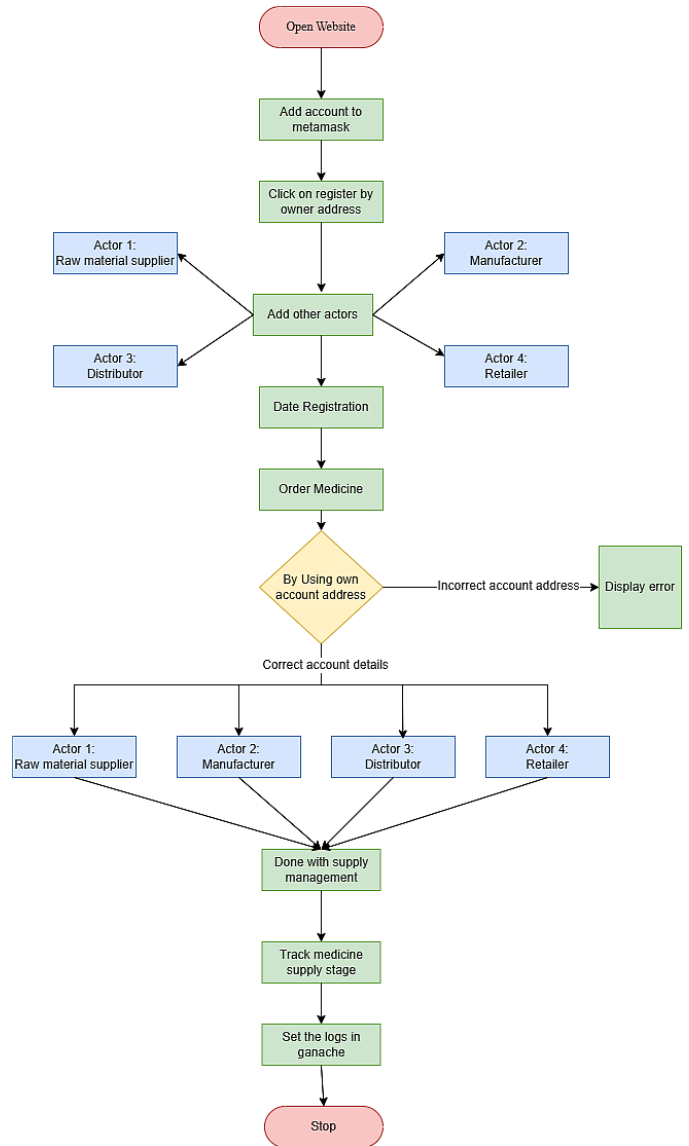 Open Website
Add account to
metamask
Click on register by
owner address
Actor 1:
Raw material supplier
Actor 2:
Manufacturer
Add other actors
Actor 3:
Distributor
Actor 4:
Retailer
Date Registration
Order Medicine
By Using own
account address
Incorrect account address
Display error
Correct account details
Actor 1:
Raw material supplier
Actor 2:
Manufacturer
Actor 3:
Distributor
Actor 4:
Retailer
Done with supply
management
Track medicine
supply stage
Set the logs in
ganache
Stop